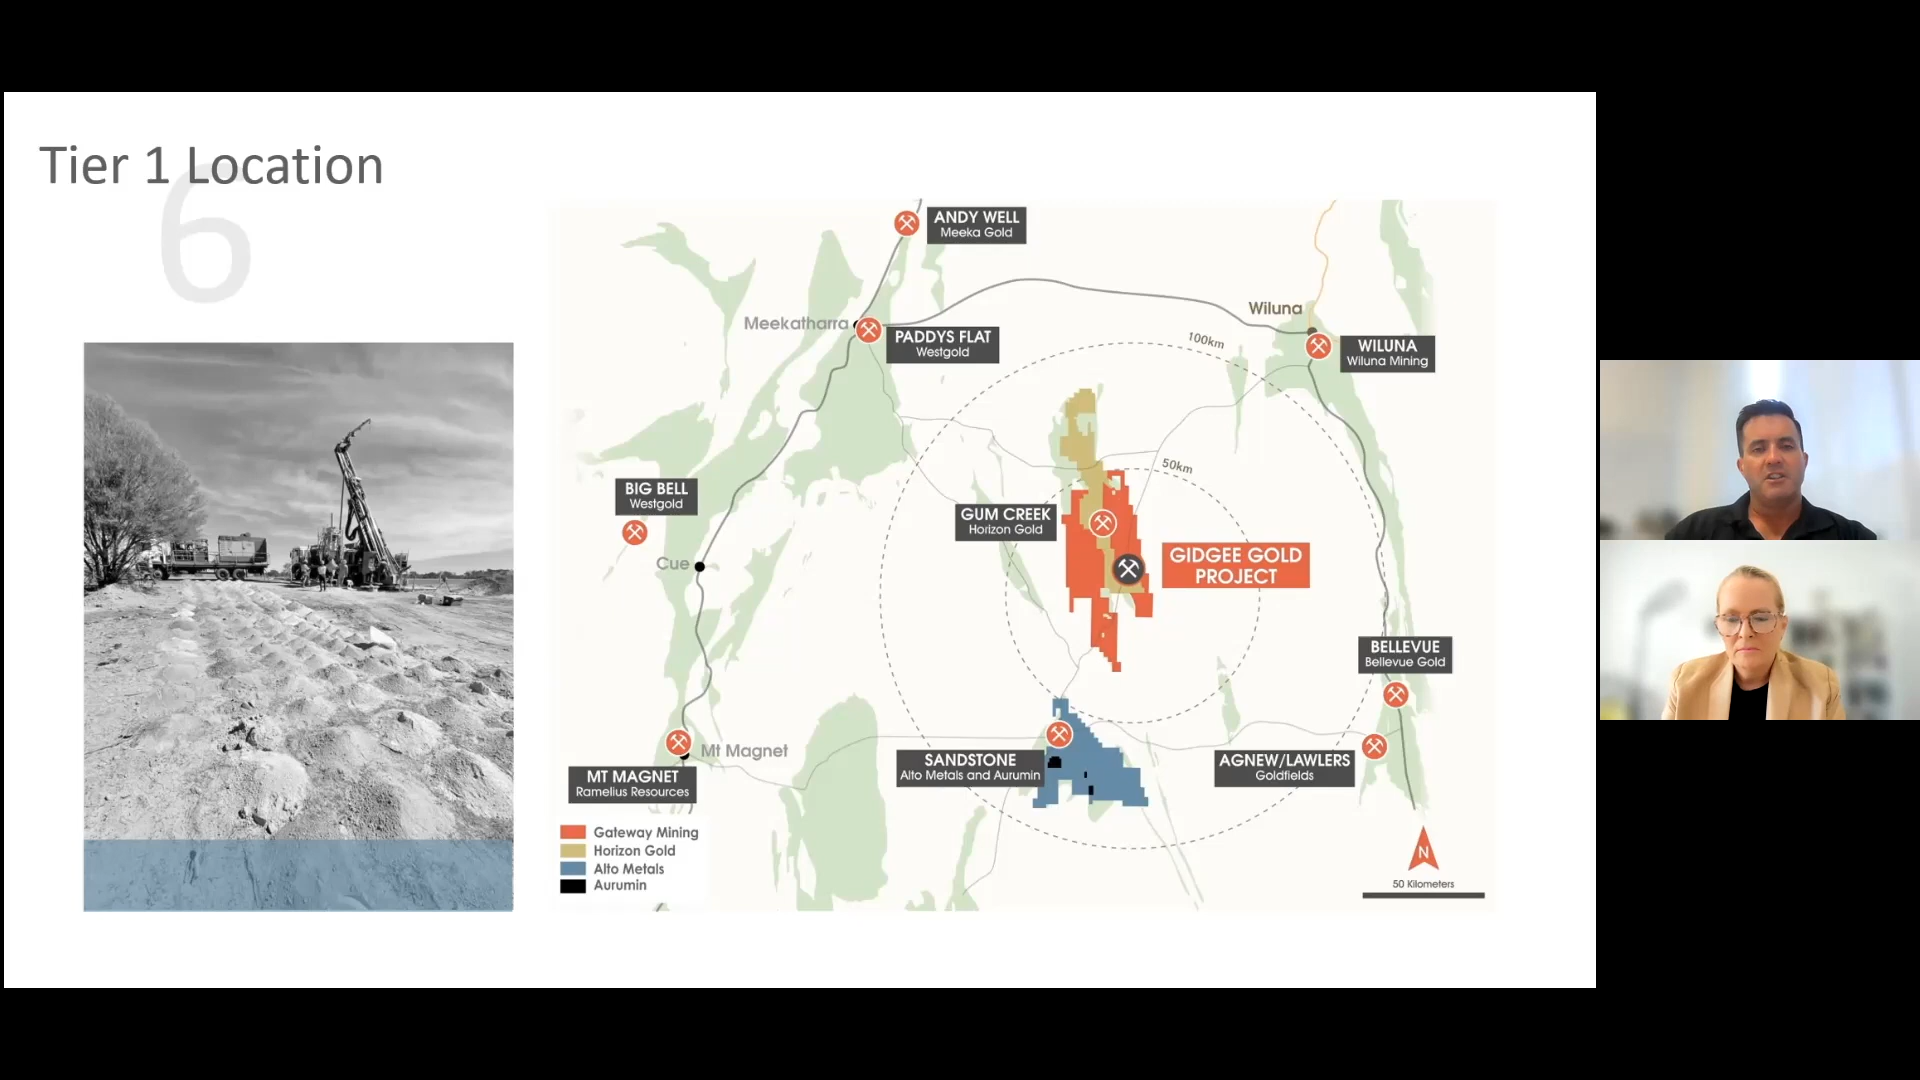 Tier 1 Location
6
ANDY WELL
Meeka Gold
Meekatharra
PADDYS FLAT
Westgold
Wiluna
WILUNA
Wiluna Mining
100km
50km
BIG BELL
Westgold
GUM CREEK
Horizon Gold
GIDGEE GOLD
PROJECT
Cue
BELLEVUE
Bellevue Gold
Mt Magnet
MT MAGNET
Ramelius Resources
SANDSTONE
Alto Metals and Aurumin
AGNEW/LAWLERS
Goldfields
Gateway Mining
Horizon Gold
Alto Metals
Aurumin
N
50 Kilometers